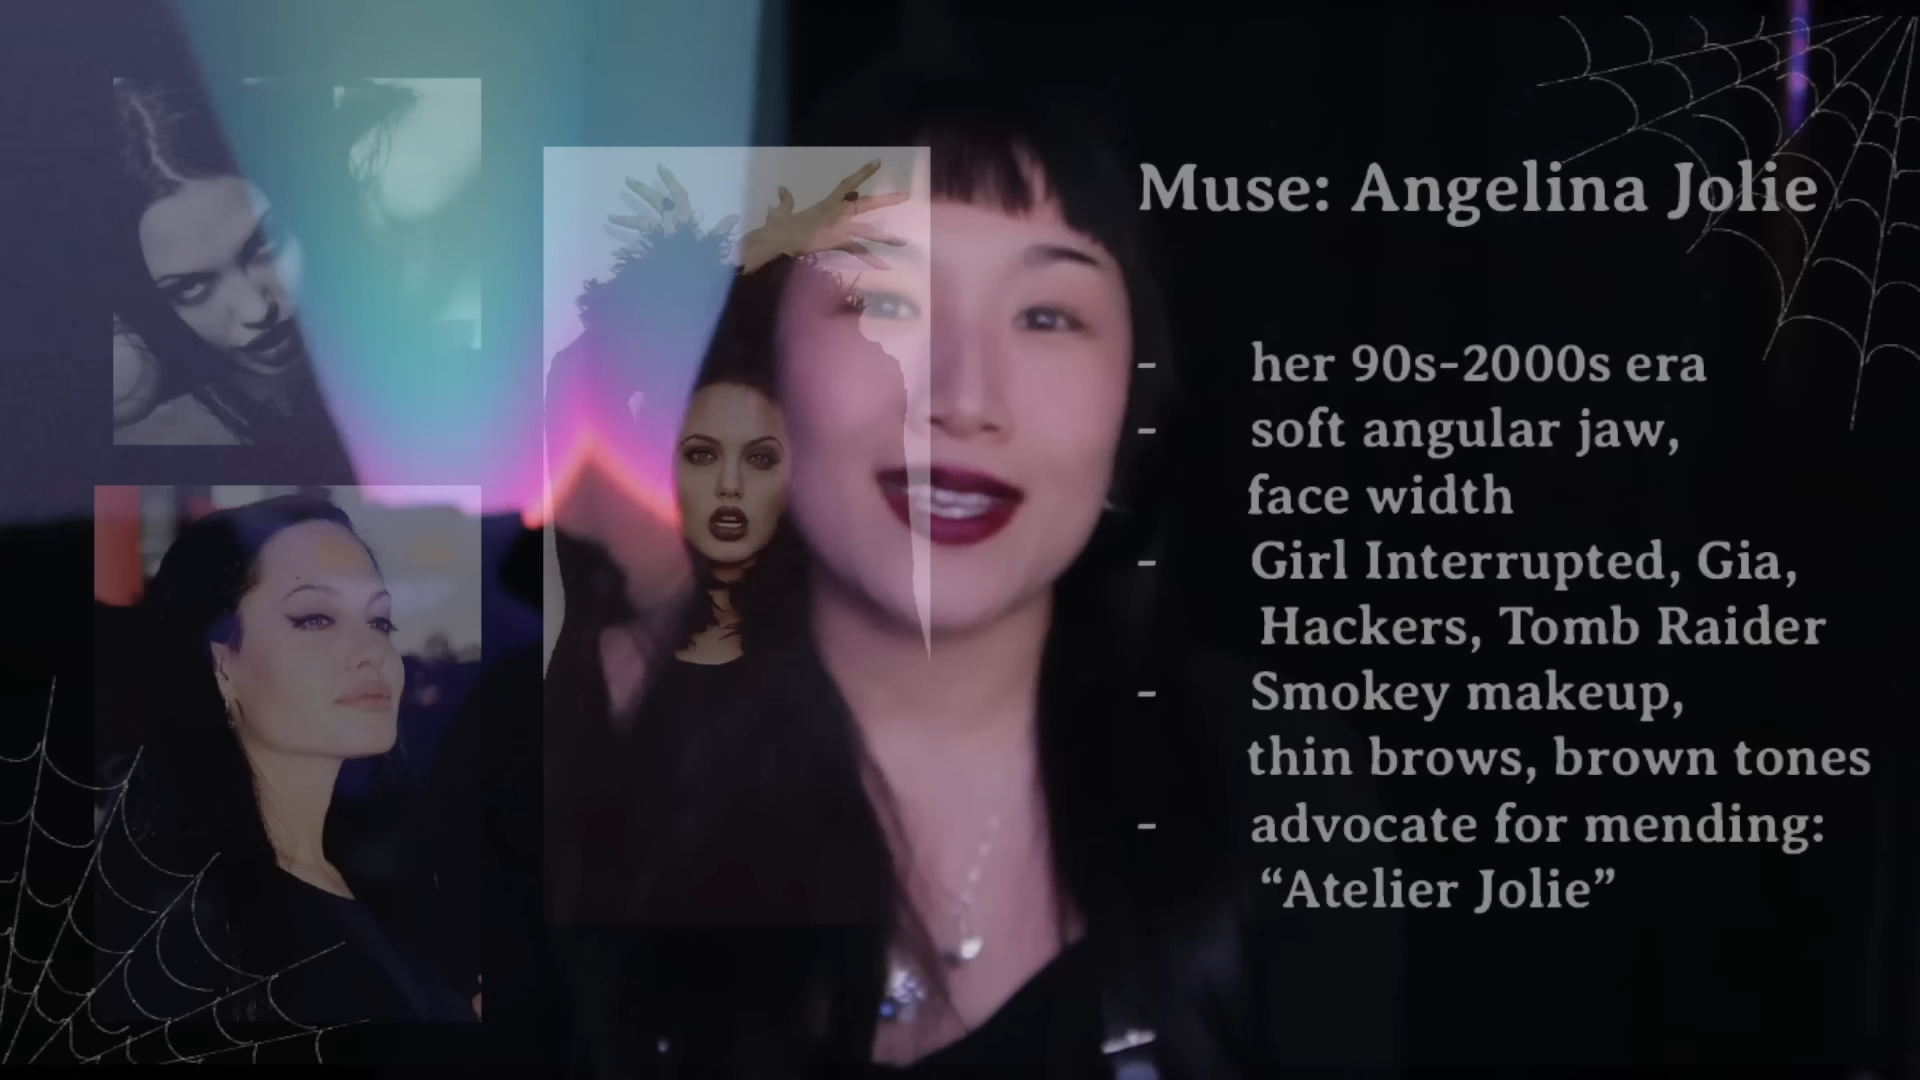 Muse: Angelina Jolie
- her 90s-2000s era
- soft angular jaw,
face width
- Girl Interrupted, Gia,
Hackers, Tomb Raider
- Smokey makeup,
thin brows, brown tones
- advocate for mending:
“Atelier Jolie”